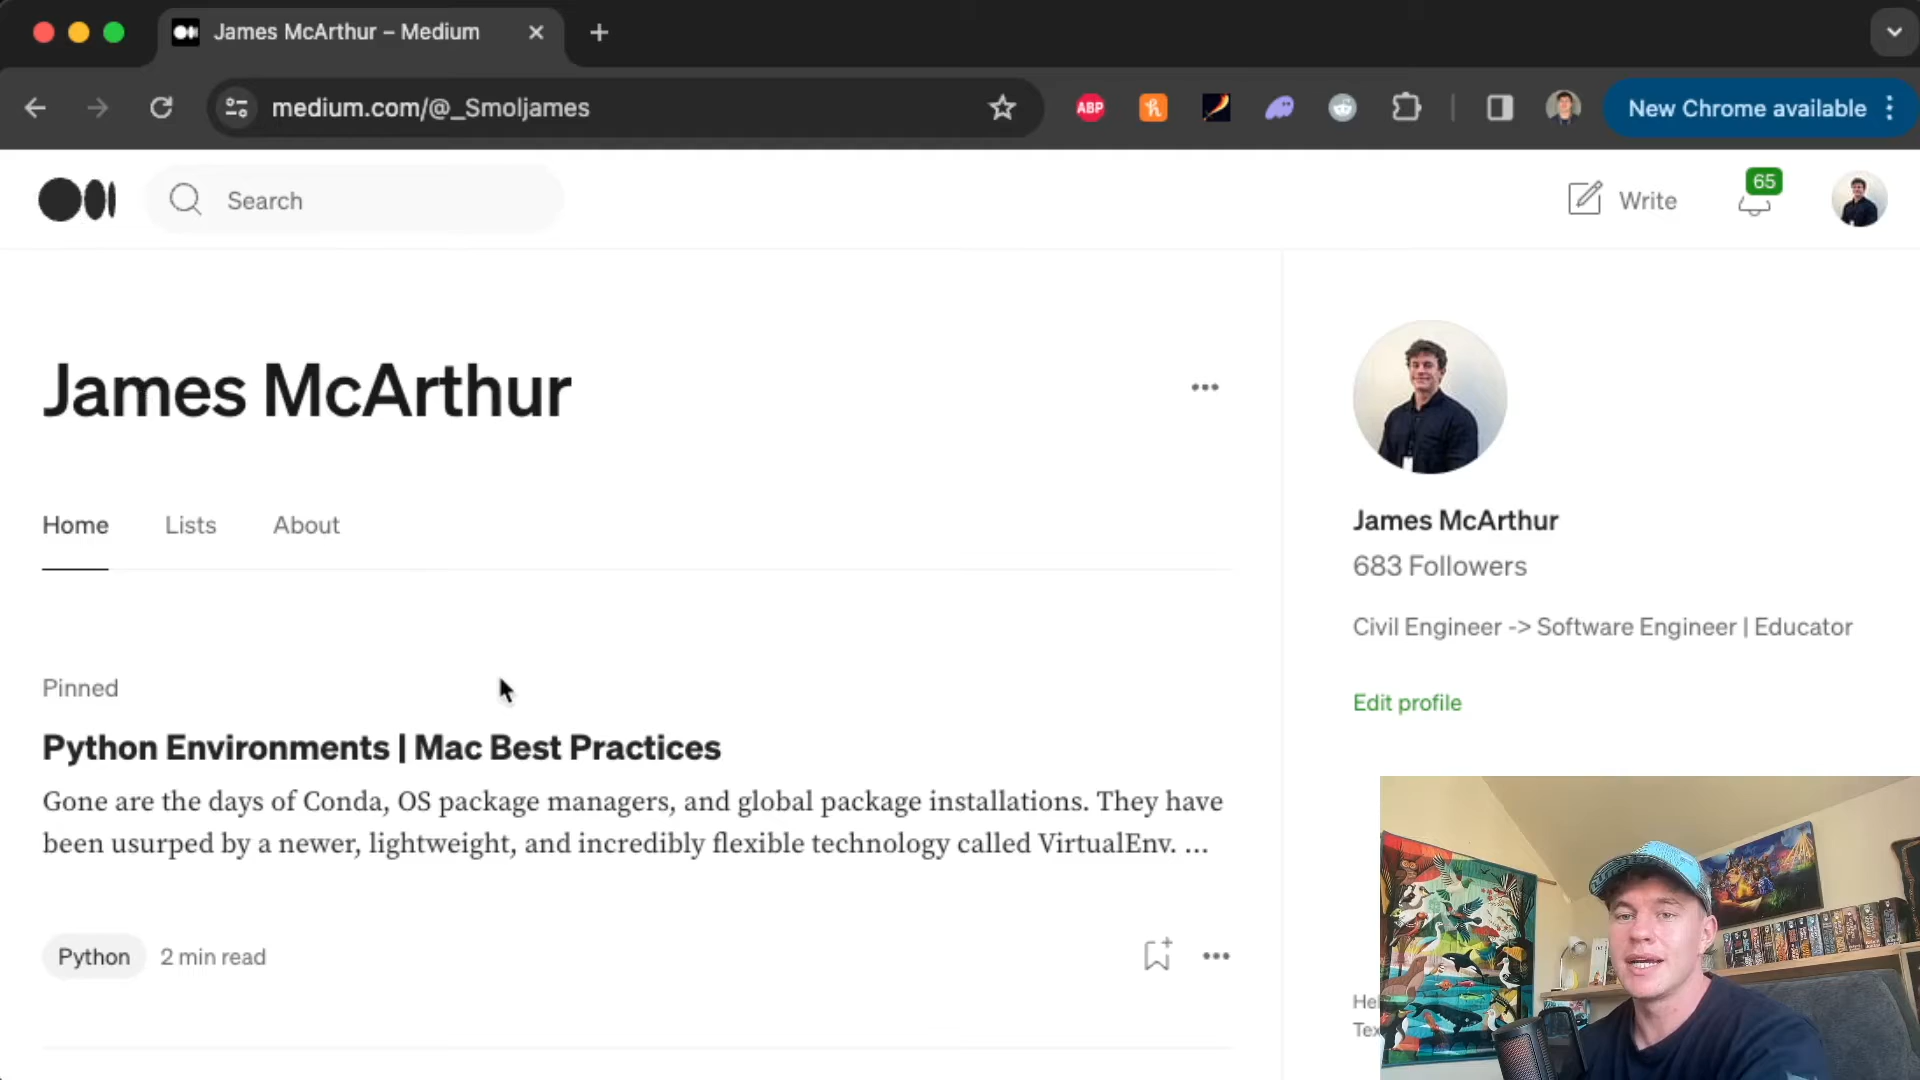 James McArthur – Medium
medium.com/@_Smoljames
ABP
New Chrome available
Search
Write
65
James McArthur
Home
Lists
About
Pinned
Python Environments | Mac Best Practices
Gone are the days of Conda, OS package managers, and global package installations. They have
been usurped by a newer, lightweight, and incredibly flexible technology called VirtualEnv. ...
Python
2 min read
James McArthur
683 Followers
Civil Engineer -> Software Engineer | Educator
Edit profile